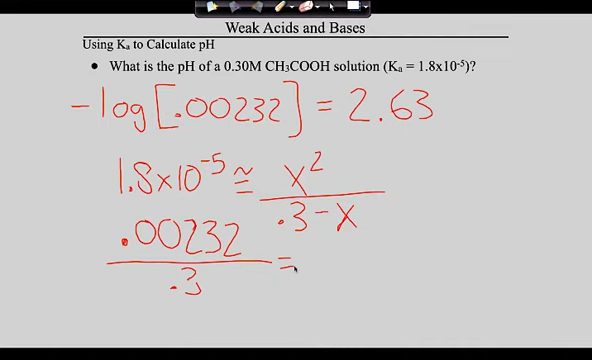 Weak Acids and Bases
Using Ka to Calculate pH
• What is the pH of a 0.30M CH₃COOH solution (Ka = 1.8x10⁻⁵)?
-log[.00232] = 2.63
1.8x10⁻⁵ ≅ x² / .3 - x
.00232 / .3 =